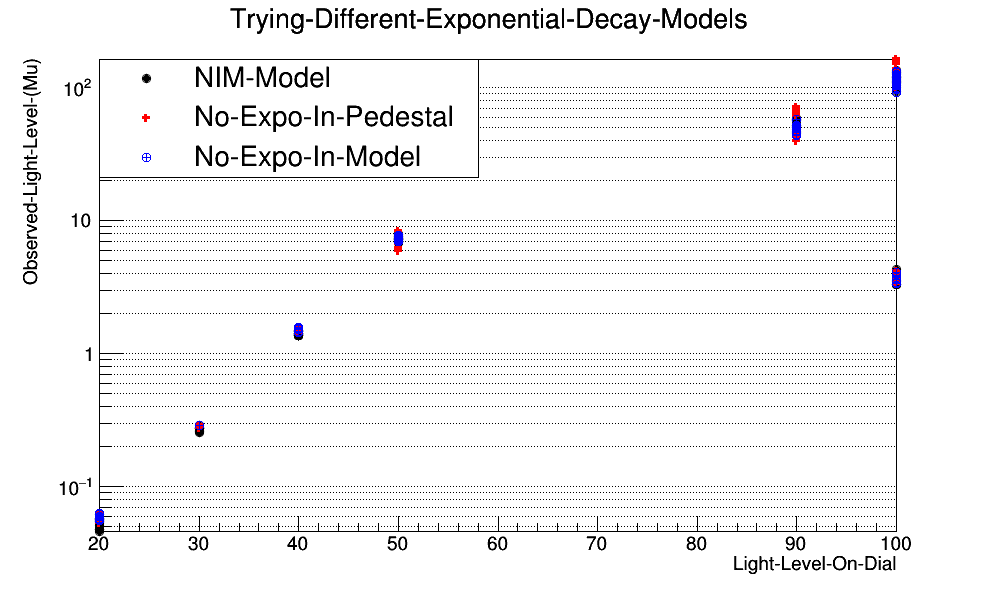 Trying-Different-Exponential-Decay-Models
Observed-Light-Level-(Mu)
NIM-Model
No-Expo-In-Pedestal
No-Expo-In-Model
10²
10
1
10⁻¹
20 30 40 50 60 70 80 90 100
Light-Level-On-Dial